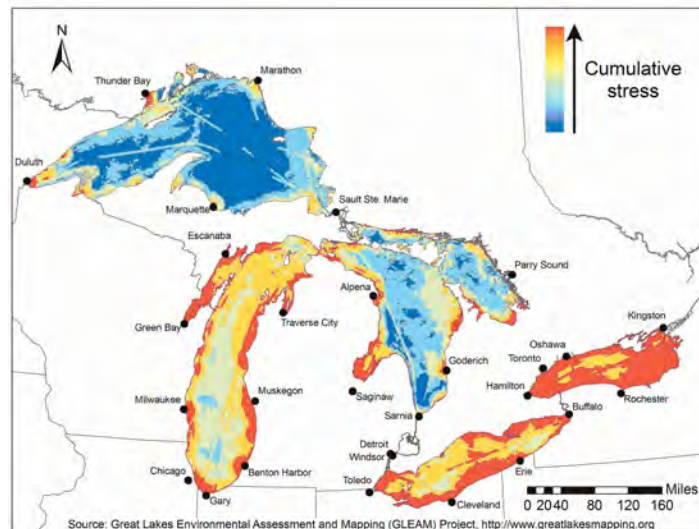 N
Thunder Bay
Marathon
Cumulative
stress
Duluth
Marquette
Sault Ste. Marie
Escanaba
Parry Sound
Alpena
Green Bay
Traverse City
Kingston
Oshawa
Toronto
Goderich
Hamilton
Rochester
Milwaukee
Muskegon
Saginaw
Buffalo
Sarnia
Detroit
Windsor
Chicago
Benton Harbor
Erie
Toledo
Gary
Cleveland
Miles
0 20 40 80 120 160
Source: Great Lakes Environmental Assessment and Mapping (GLEAM) Project, http://www.greatlakesmapping.org